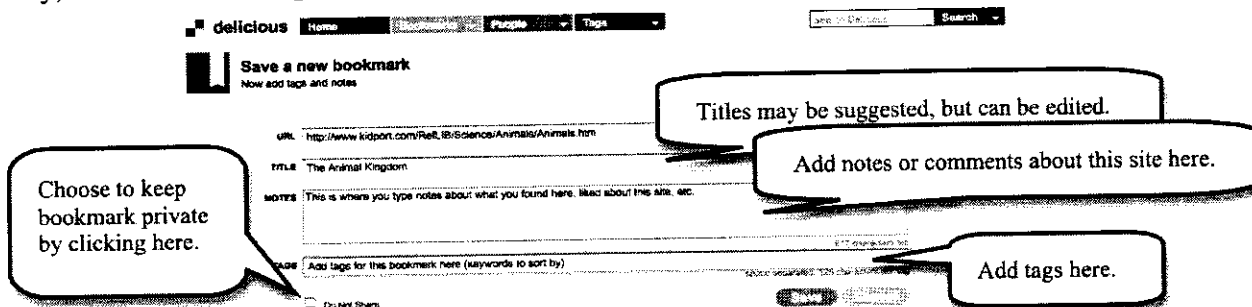 delicious Home People Tags Search
Save a new bookmark
Now add tags and notes
Titles may be suggested, but can be edited.
URL http://www.kidport.com/RefLIB/Science/Animals/Animals.htm
TITLE The Animal Kingdom
Add notes or comments about this site here.
Choose to keep
bookmark private
by clicking here.
NOTES This is where you type notes about what you found here, liked about this site, etc.
Add tags for this bookmark here (keywords to sort by)
Add tags here.
Do Not Share